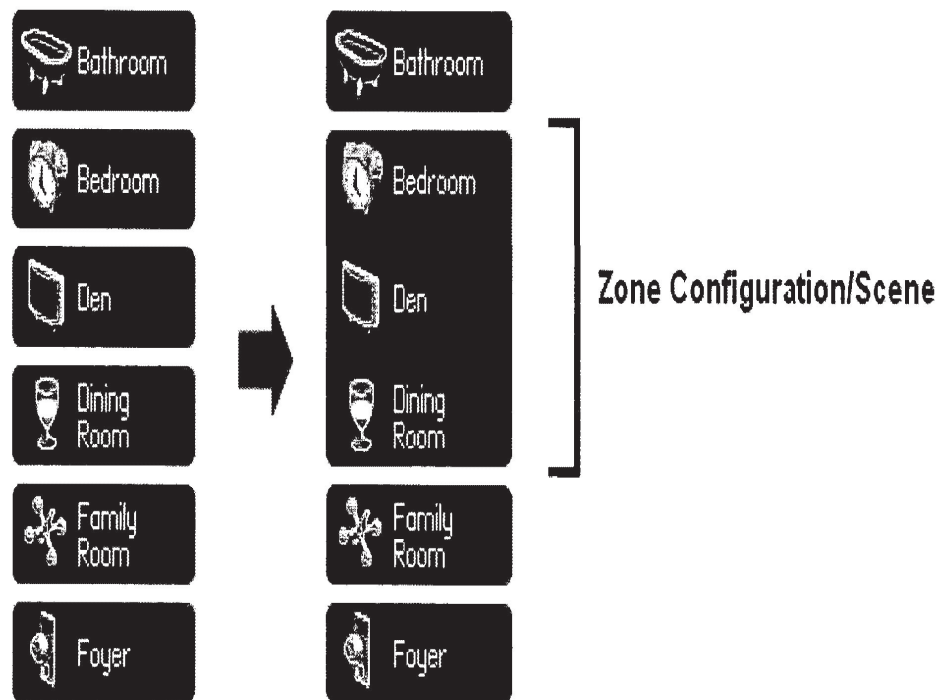 Bathroom
Bedroom
Den
Dining
Room
Family
Room
Foyer
Bathroom
Bedroom
Den
Dining
Room
Family
Room
Foyer
Zone Configuration/Scene